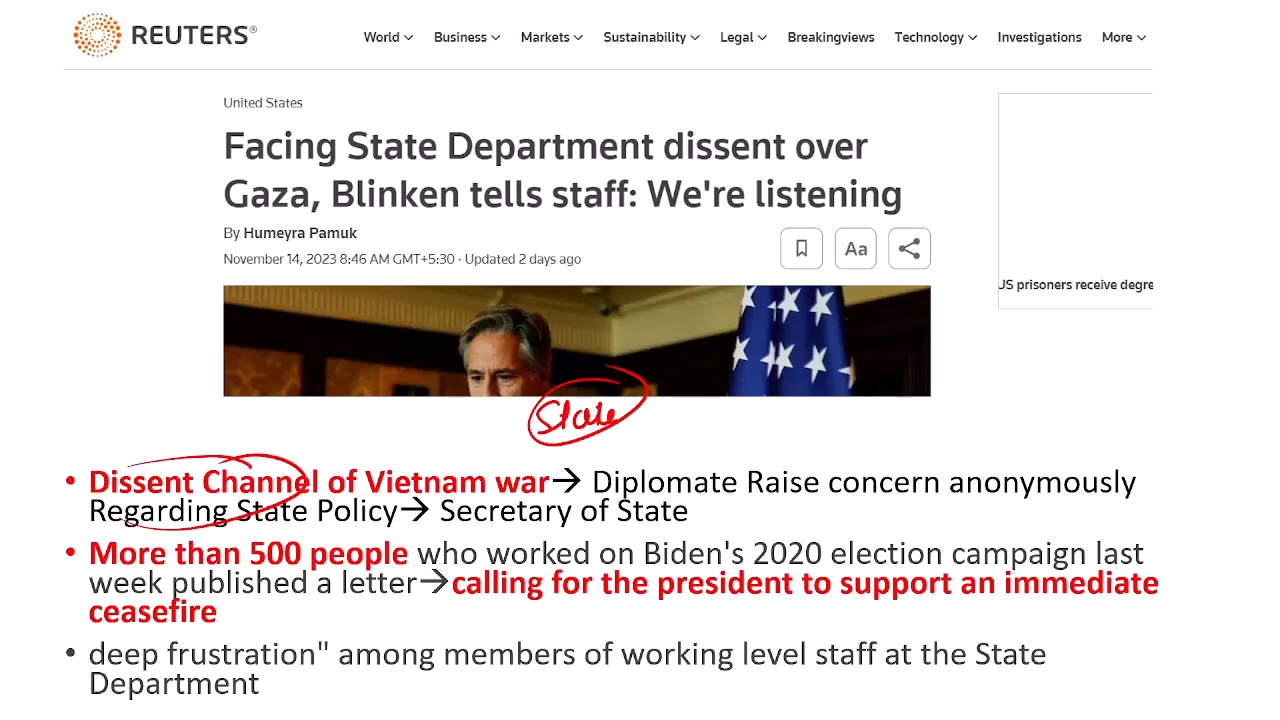 REUTERS®
World Business Markets Sustainability Legal Breakingviews Technology Investigations More
United States
Facing State Department dissent over
Gaza, Blinken tells staff: We're listening
By Humeyra Pamuk
Aa
November 14, 2023 8:46 AM GMT+5:30 · Updated 2 days ago
US prisoners receive degre
State
• Dissent Channel of Vietnam war→ Diplomate Raise concern anonymously
Regarding State Policy→ Secretary of State
• More than 500 people who worked on Biden's 2020 election campaign last
week published a letter→calling for the president to support an immediate
ceasefire
• deep frustration" among members of working level staff at the State
Department